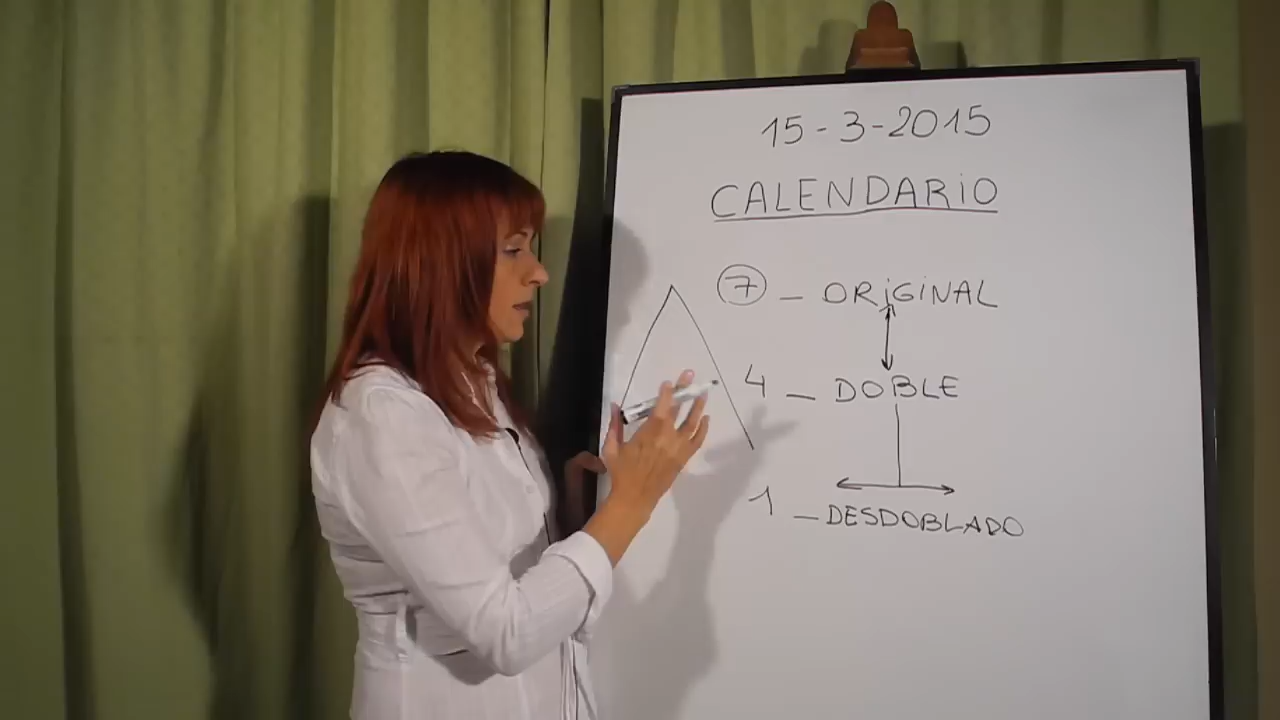 15-3-2015
CALENDARIO
7 - ORIGINAL
4 - DOBLE
1 - DESDOBLADO